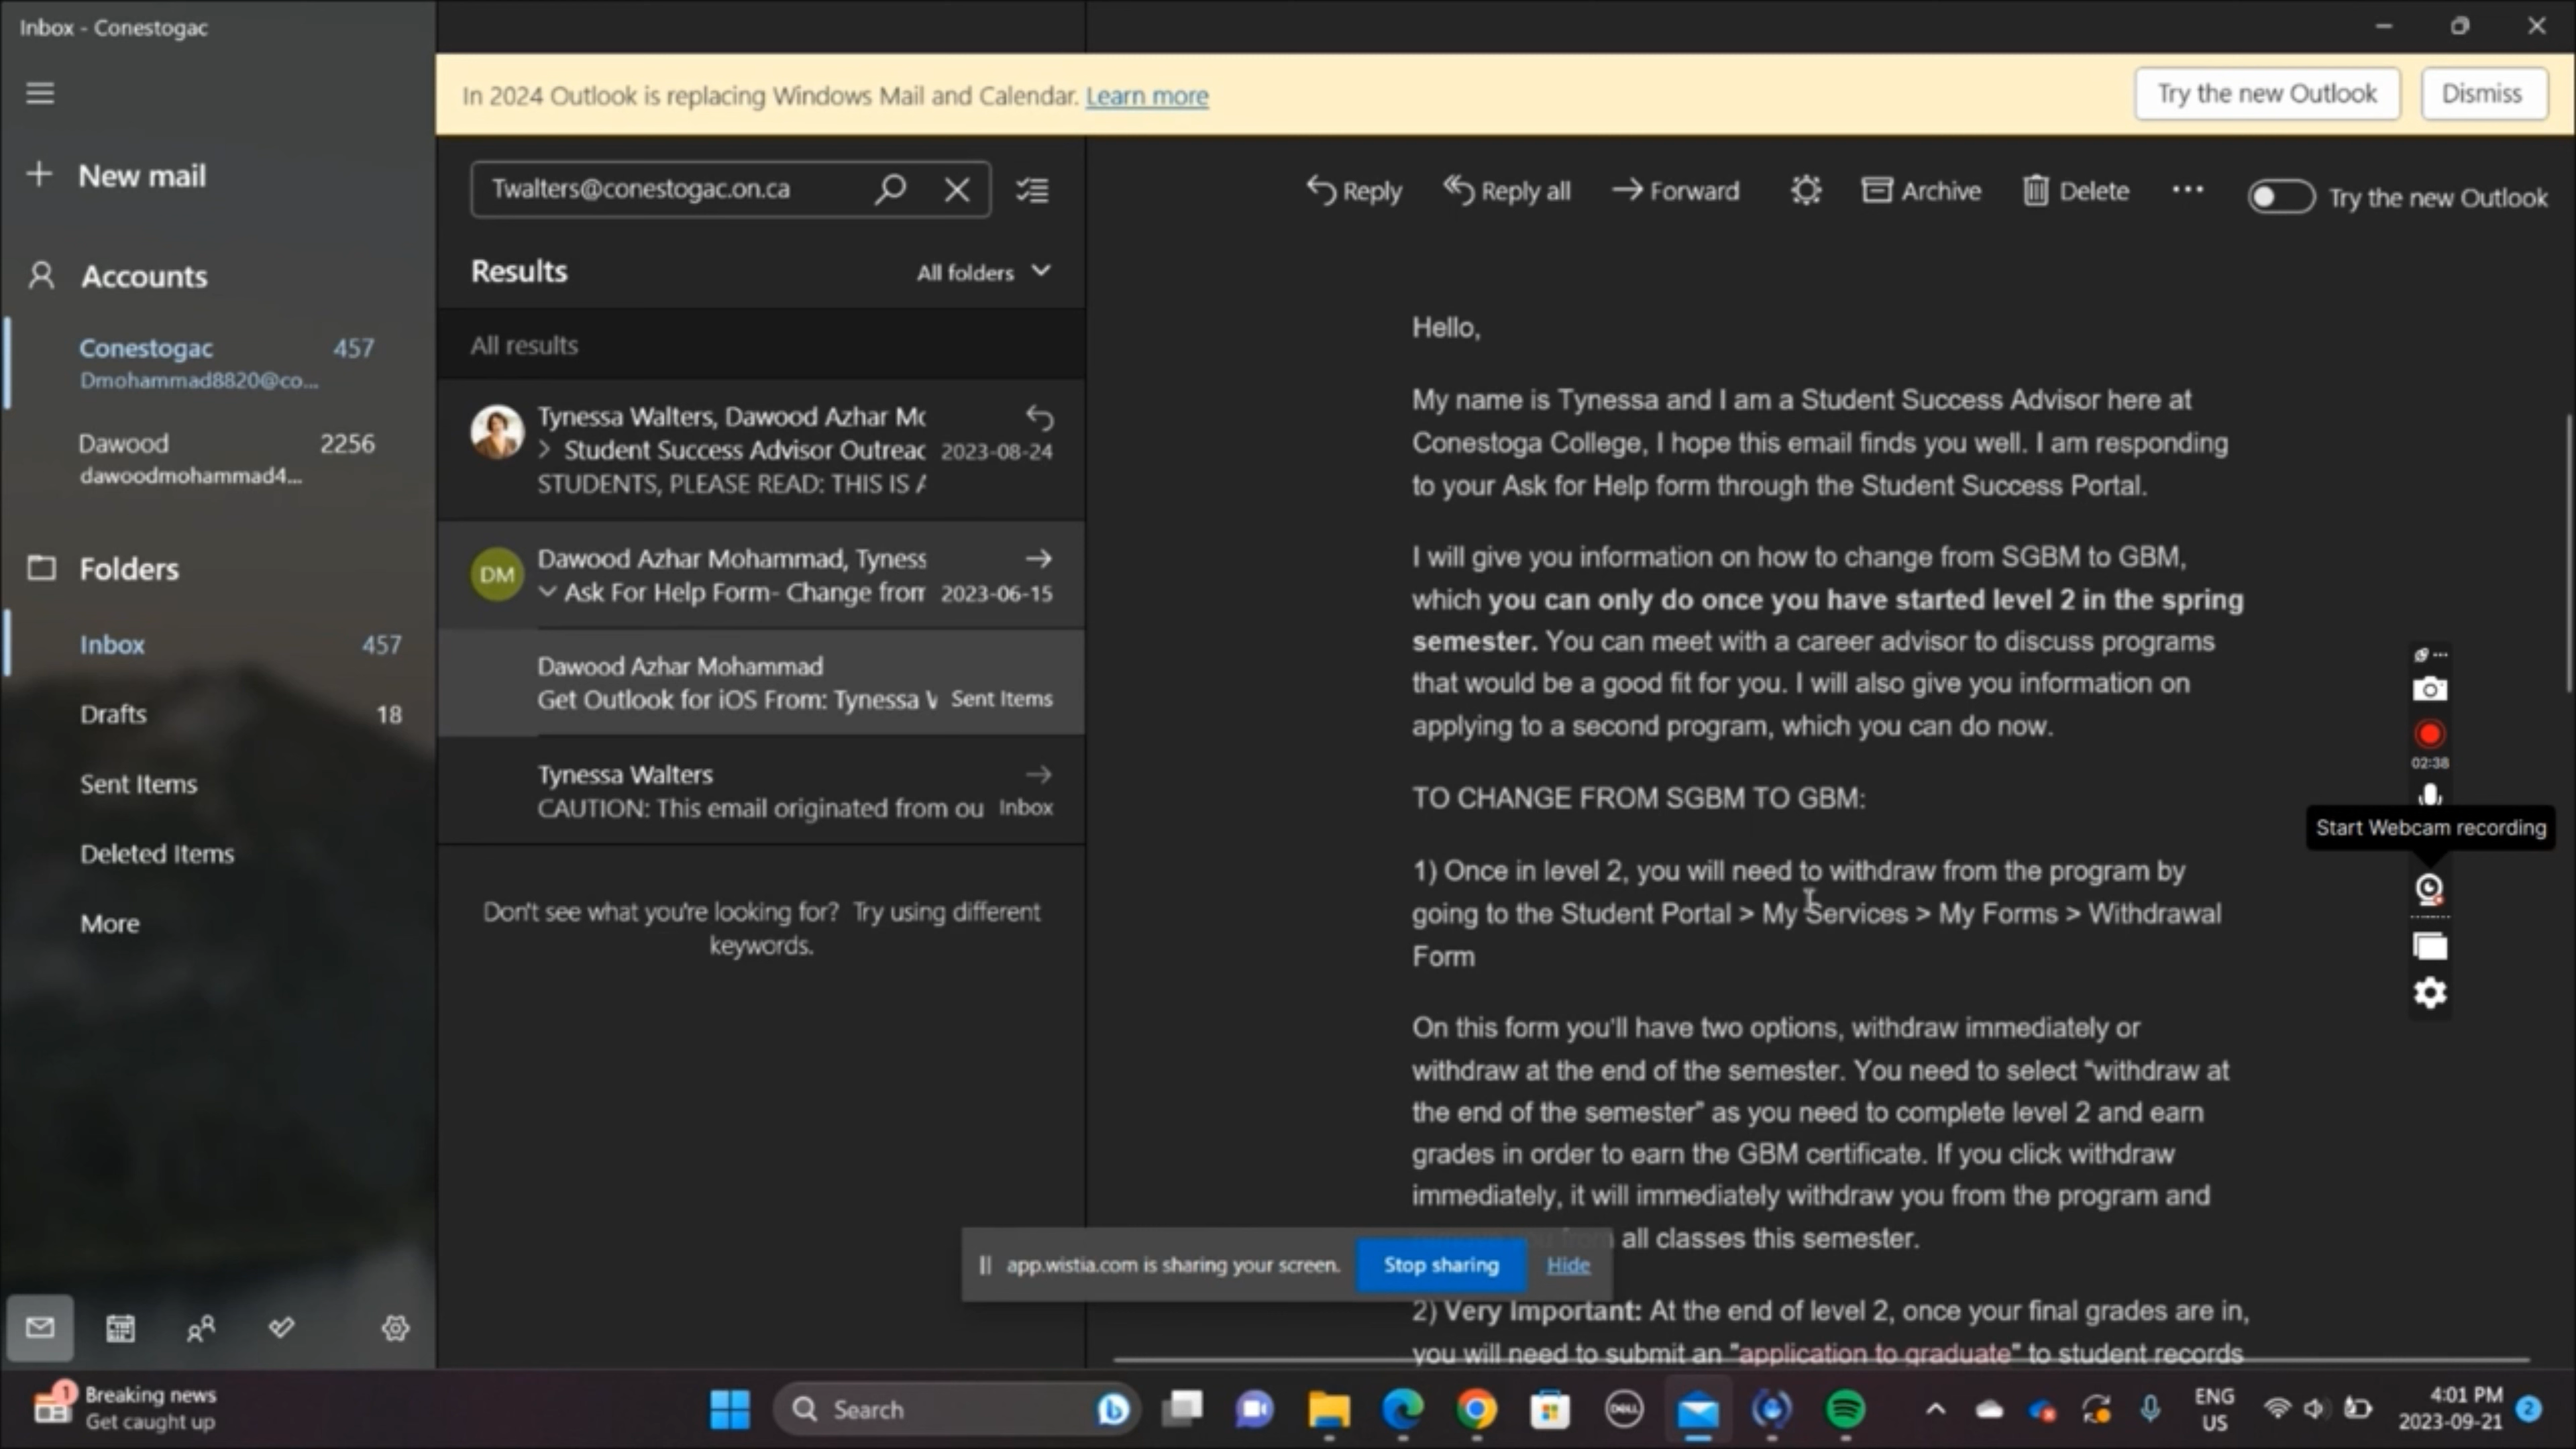 Inbox - Conestogac
In 2024 Outlook is replacing Windows Mail and Calendar. Learn more
Try the new Outlook
Dismiss
New mail
Accounts
Conestogac 457
Dmohammad8820@co...
Dawood 2256
dawoodmohammad4...
Folders
Inbox 457
Drafts 18
Sent Items
Deleted Items
More
Twalters@conestogac.on.ca
Results
All folders
All results
Tynessa Walters, Dawood Azhar Mc
> Student Success Advisor Outreac 2023-08-24
STUDENTS, PLEASE READ: THIS IS A
DM
Dawood Azhar Mohammad, Tyness
Ask For Help Form- Change from 2023-06-15
Dawood Azhar Mohammad
Get Outlook for iOS From: Tynessa W Sent Items
Tynessa Walters
CAUTION: This email originated from ou Inbox
Don't see what you're looking for? Try using different
keywords.
Reply
Reply all
Forward
Archive
Delete
...
Try the new Outlook
Hello,
My name is Tynessa and I am a Student Success Advisor here at
Conestoga College, I hope this email finds you well. I am responding
to your Ask for Help form through the Student Success Portal.
I will give you information on how to change from SGBM to GBM,
which you can only do once you have started level 2 in the spring
semester. You can meet with a career advisor to discuss programs
that would be a good fit for you. I will also give you information on
applying to a second program, which you can do now.
TO CHANGE FROM SGBM TO GBM:
1) Once in level 2, you will need to withdraw from the program by
going to the Student Portal > My Services > My Forms > Withdrawal
Form
On this form you'll have two options, withdraw immediately or
withdraw at the end of the semester. You need to select “withdraw at
the end of the semester” as you need to complete level 2 and earn
grades in order to earn the GBM certificate. If you click withdraw
immediately, it will immediately withdraw you from the program and
all classes this semester.
2) Very Important: At the end of level 2, once your final grades are in,
you will need to submit an "application to graduate" to student records
02:38
Start Webcam recording
app.wistia.com is sharing your screen.
Stop sharing
Hide
1
Breaking news
Get caught up
Search
DELL
ENG
US
4:01 PM
2023-09-21
2